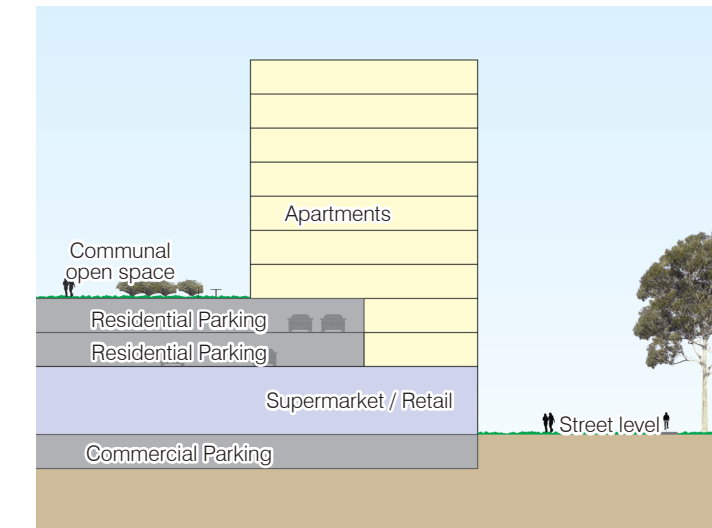 Apartments
Communal
open space
Residential Parking
Residential Parking
Supermarket / Retail
Street level
Commercial Parking